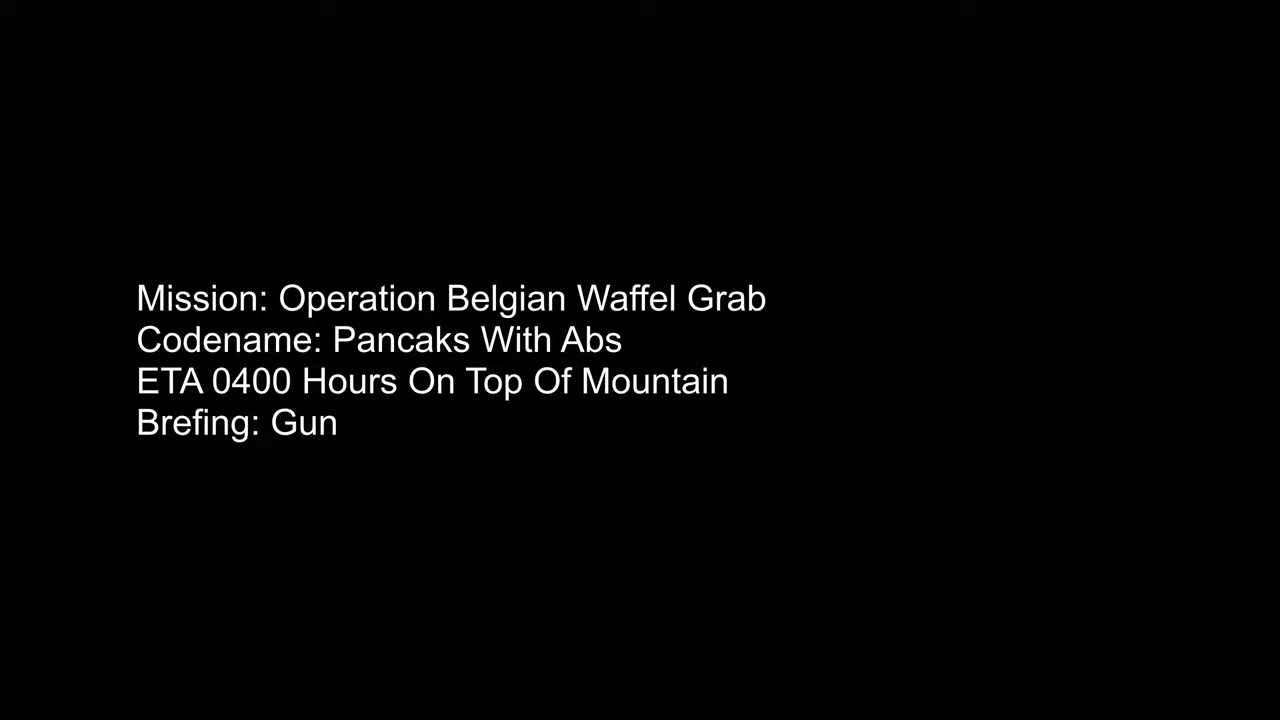 Mission: Operation Belgian Waffel Grab
Codename: Pancaks With Abs
ETA 0400 Hours On Top Of Mountain
Brefing: Gun